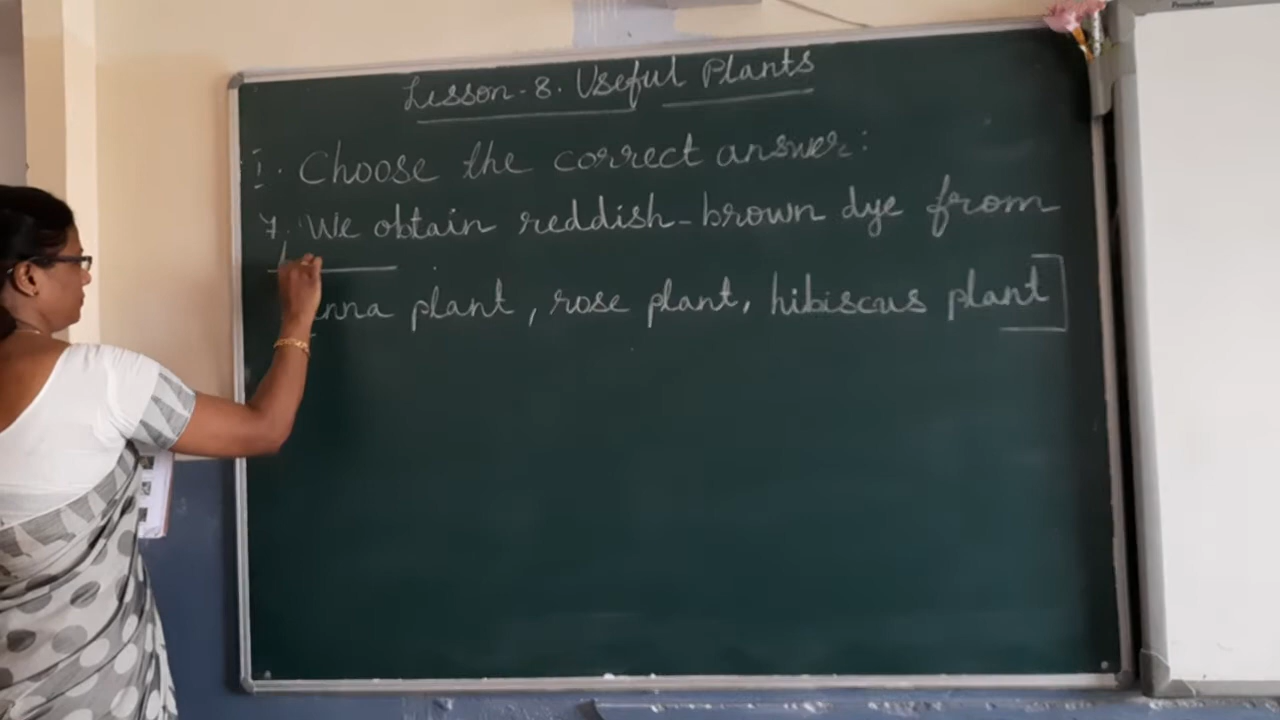 Lesson-8. Useful Plants
I. Choose the correct answer:
7. We obtain reddish-brown dye from
enna plant, rose plant, hibiscus plant]